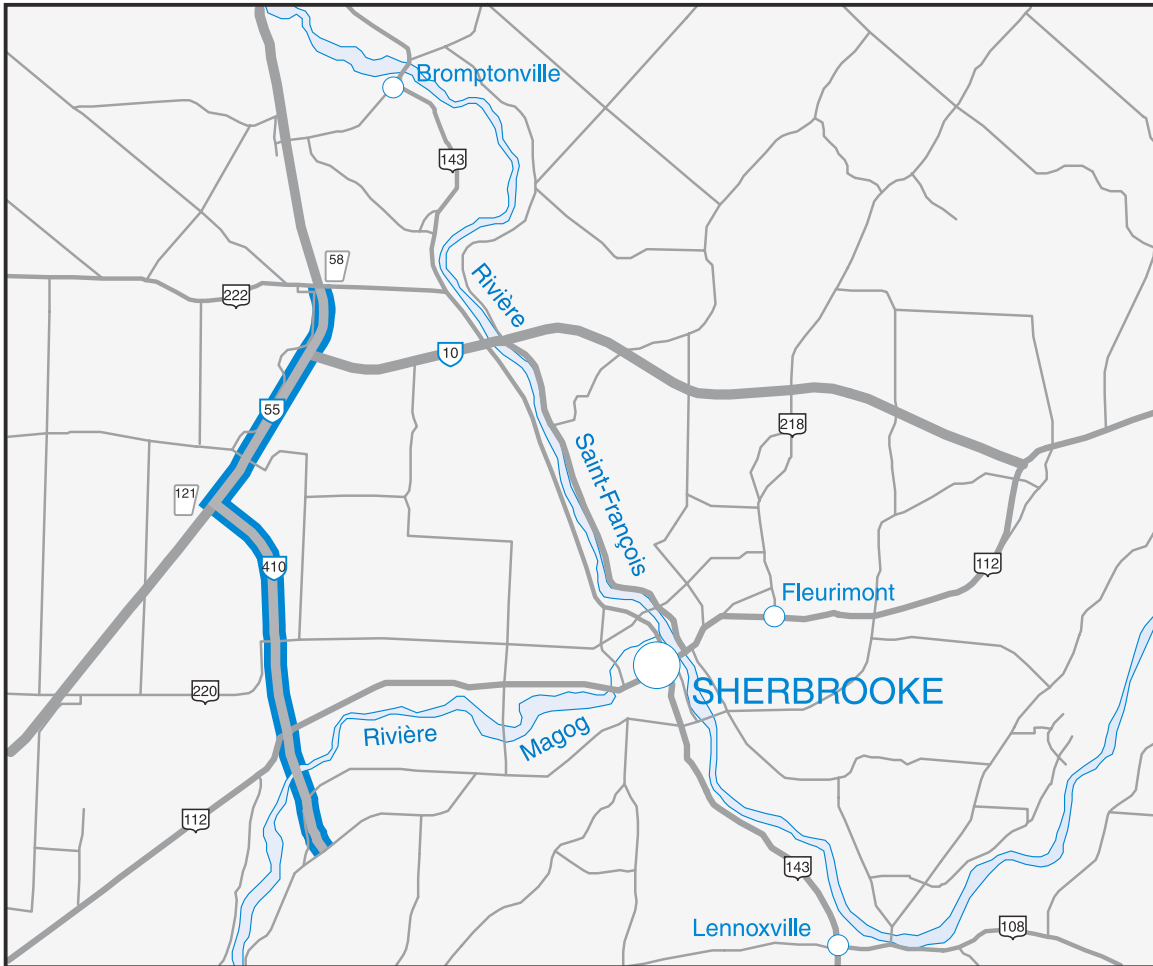 Bromptonville
143
58
222
Rivière
10
55
218
Saint-François
121
410
112
Fleurimont
220
SHERBROOKE
Rivière
Magog
112
143
Lennoxville
108